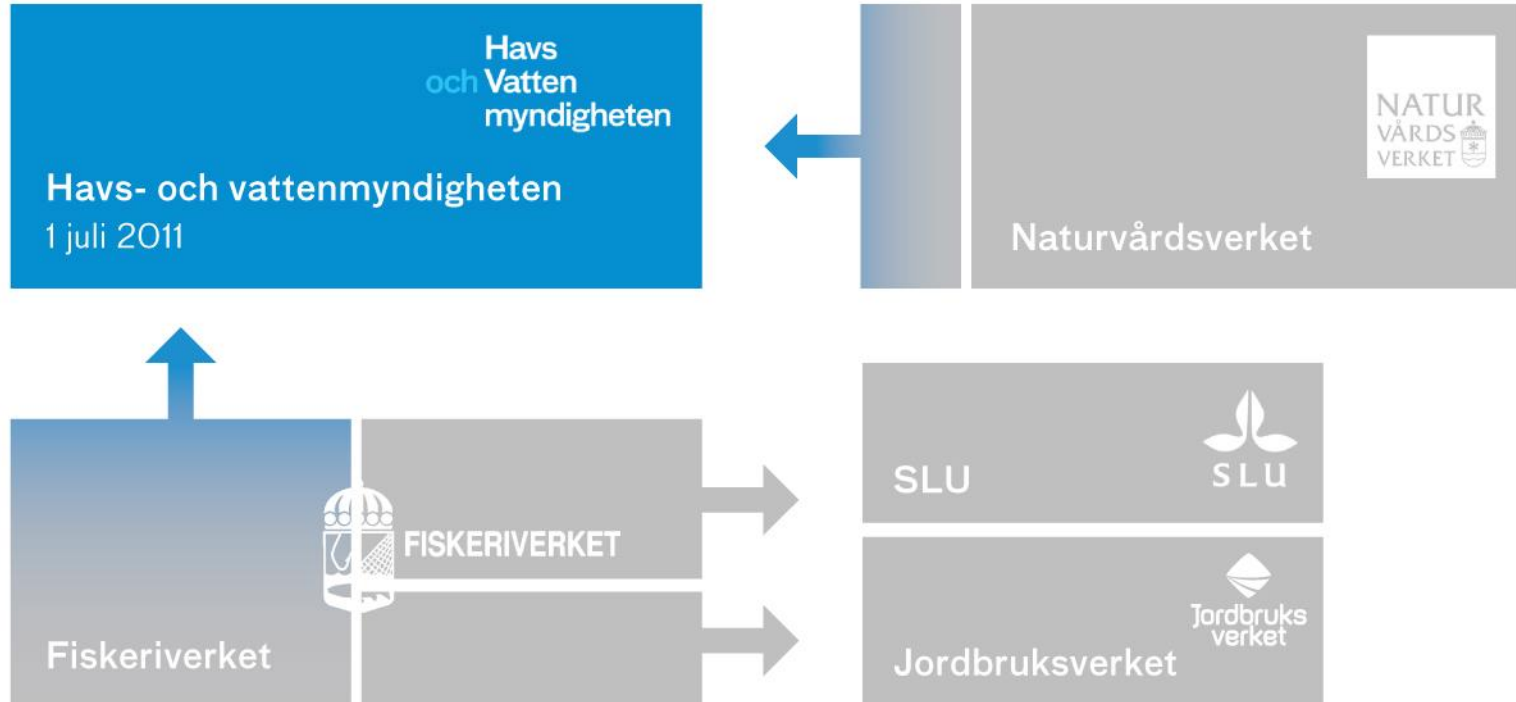 Havs
och Vatten
myndigheten
Havs- och vattenmyndigheten
1 juli 2011
NATUR
VÅRDS
VERKET
Naturvårdsverket
FISKERIVERKET
Fiskeriverket
SLU
SLU
Jordbruks
verket
Jordbruksverket